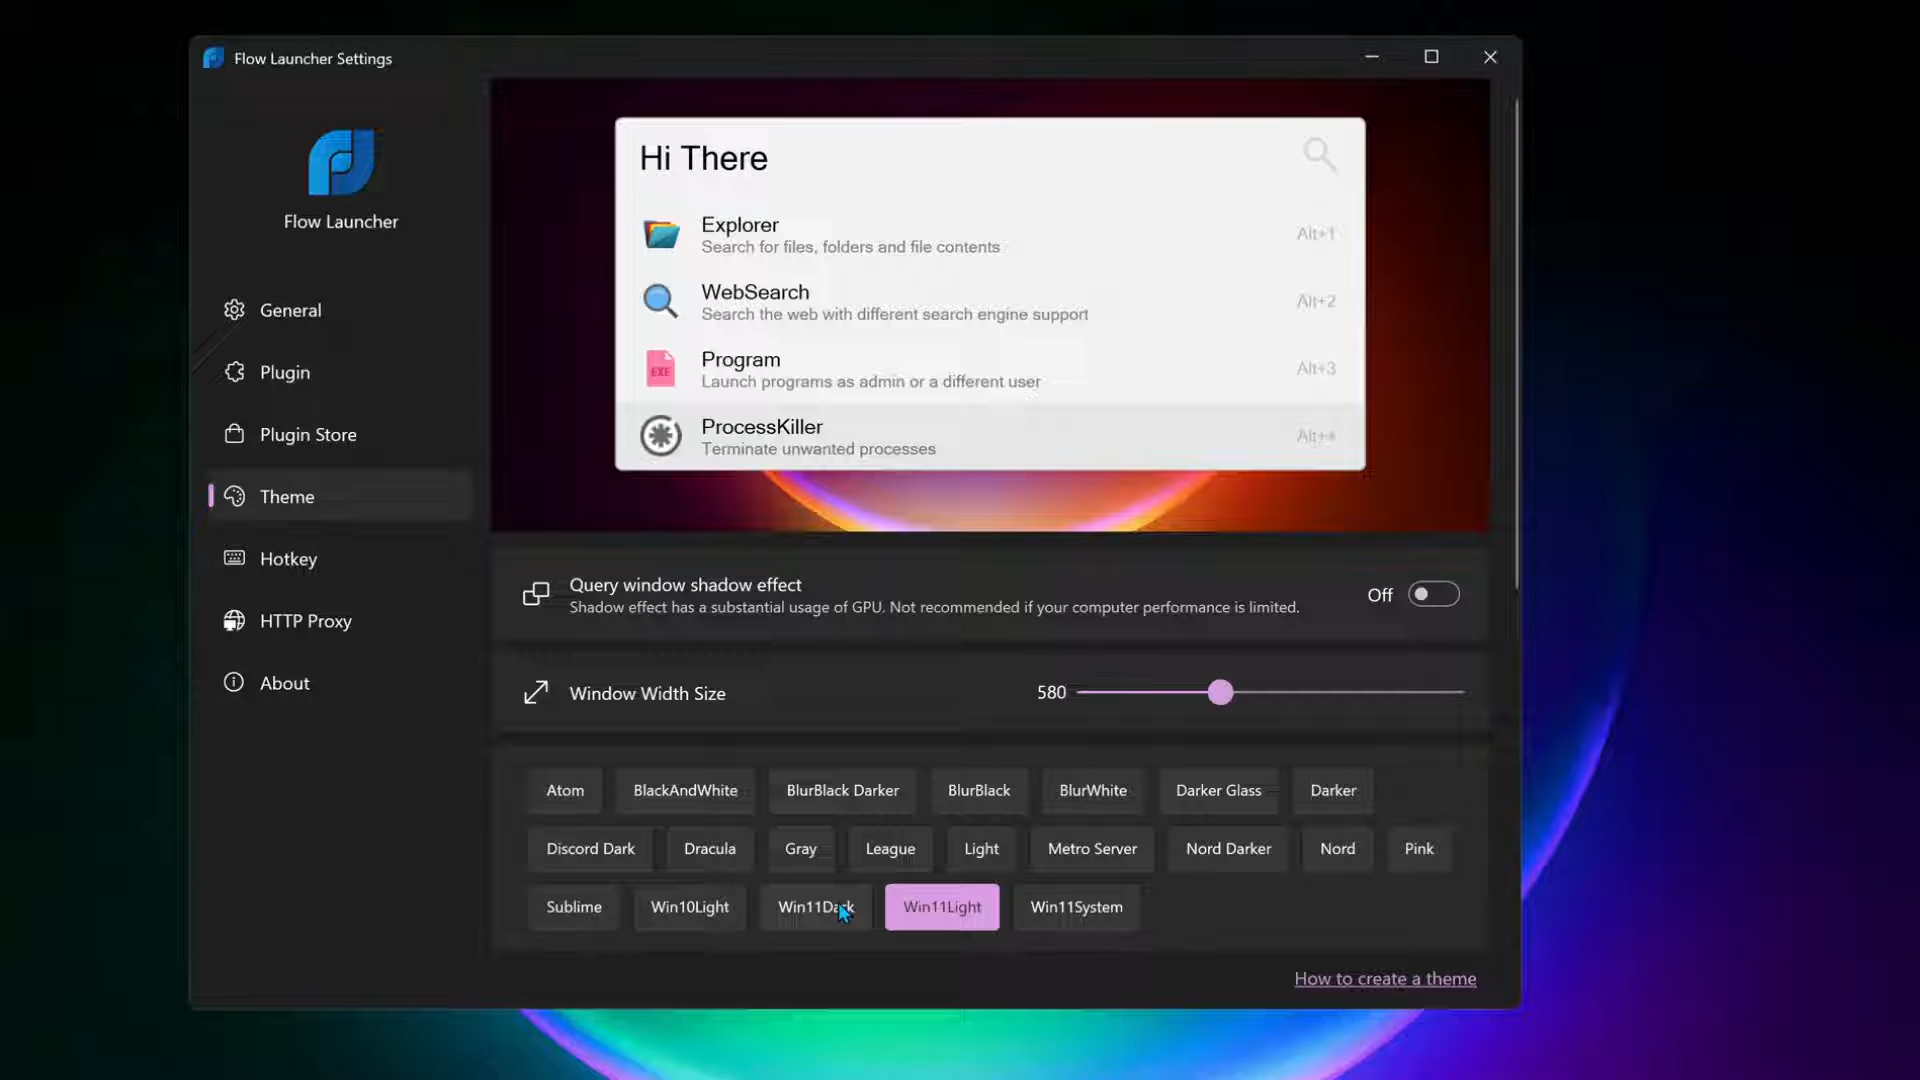 Flow Launcher Settings
Flow Launcher
General
Plugin
Plugin Store
Theme
Hotkey
HTTP Proxy
About
Hi There
Explorer
Search for files, folders and file contents
Alt+1
WebSearch
Search the web with different search engine support
Alt+2
Program
Launch programs as admin or a different user
Alt+3
EXE
ProcessKiller
Terminate unwanted processes
Query window shadow effect
Shadow effect has a substantial usage of GPU. Not recommended if your computer performance is limited.
Off
Window Width Size
580
Atom BlackAndWhite BlurBlack Darker BlurBlack BlurWhite Darker Glass Darker
Discord Dark Dracula Gray League Light Metro Server Nord Darker Nord Pink
Sublime Win10Light Win11Dark Win11Light Win11System
How to create a theme